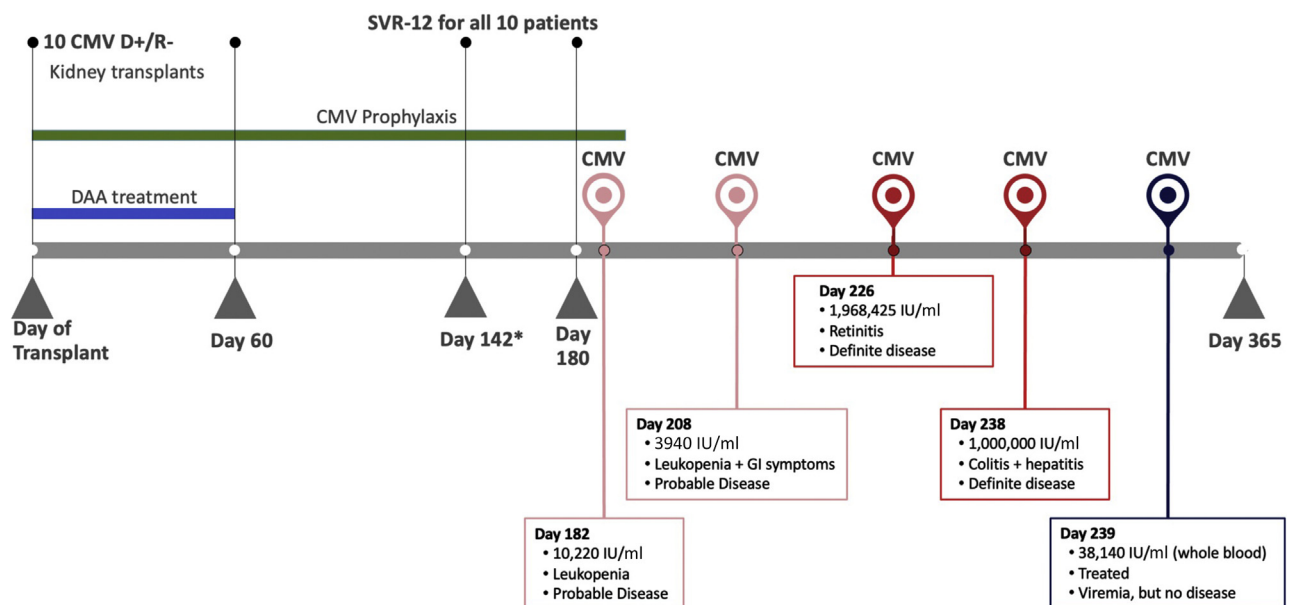 SVR-12 for all 10 patients
10 CMV D+/R-
Kidney transplants
CMV Prophylaxis
DAA treatment
CMV
CMV
CMV
CMV
CMV
Day of
Transplant
Day 60
Day 142*
Day
180
Day 365
Day 226
• 1,968,425 IU/ml
• Retinitis
• Definite disease
Day 208
• 3940 IU/ml
• Leukopenia + GI symptoms
• Probable Disease
Day 238
• 1,000,000 IU/ml
• Colitis + hepatitis
• Definite disease
Day 182
• 10,220 IU/ml
• Leukopenia
• Probable Disease
Day 239
• 38,140 IU/ml (whole blood)
• Treated
• Viremia, but no disease